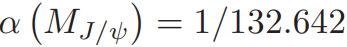 α (M_{J/ψ}) = 1/132.642